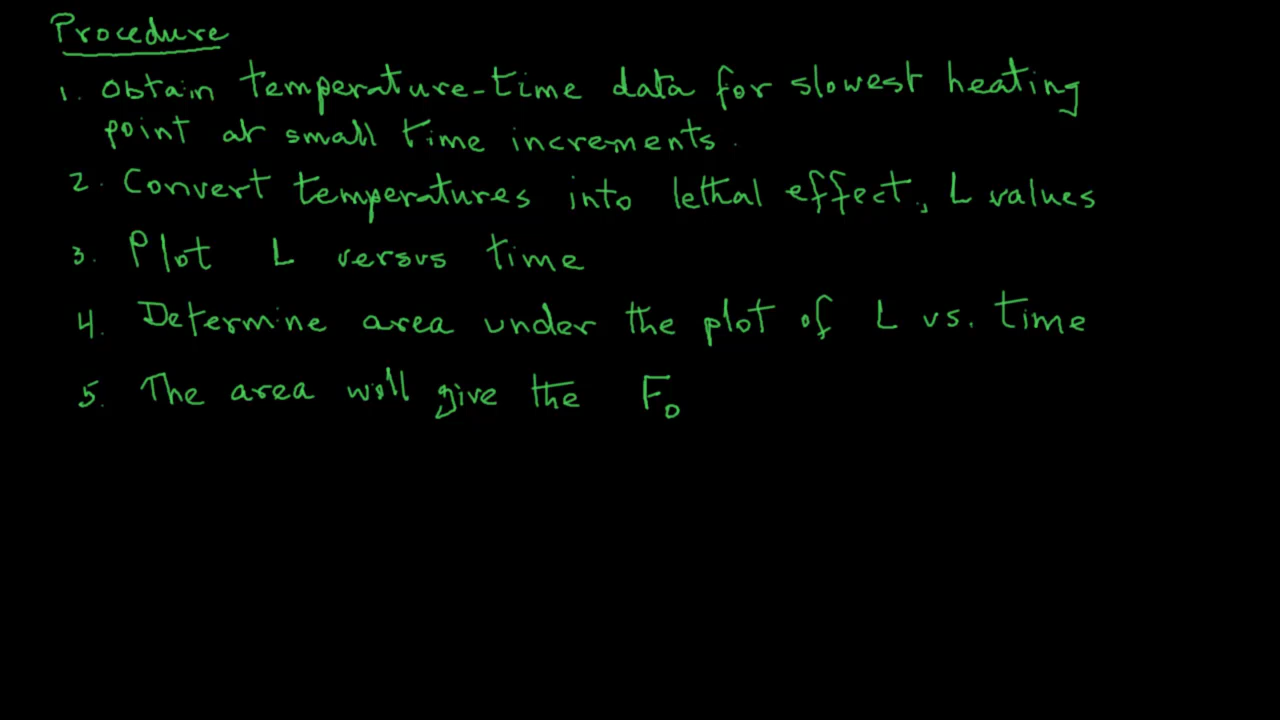 Procedure
1. Obtain temperature-time data for slowest heating
point at small time increments.
2. Convert temperatures into lethal effect, L values
3. Plot L versus time
4. Determine area under the plot of L vs. time
5. The area will give the F₀